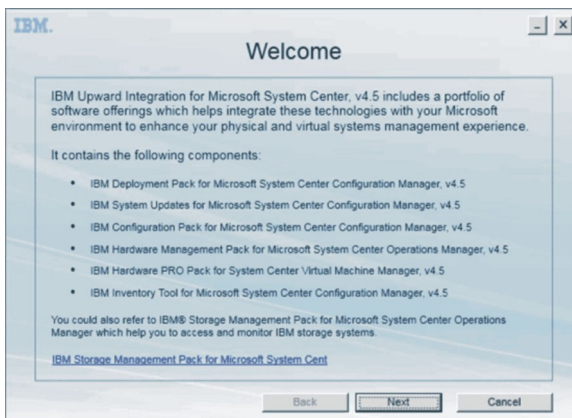 IBM.
Welcome
IBM Upward Integration for Microsoft System Center, v4.5 includes a portfolio of
software offerings which helps integrate these technologies with your Microsoft
environment to enhance your physical and virtual systems management experience.
It contains the following components:
• IBM Deployment Pack for Microsoft System Center Configuration Manager, v4.5
• IBM System Updates for Microsoft System Center Configuration Manager, v4.5
• IBM Configuration Pack for Microsoft System Center Configuration Manager, v4.5
• IBM Hardware Management Pack for Microsoft System Center Operations Manager, v4.5
• IBM Hardware PRO Pack for System Center Virtual Machine Manager, v4.5
• IBM Inventory Tool for Microsoft System Center Configuration Manager, v4.5
You could also refer to IBM® Storage Management Pack for Microsoft System Center Operations
Manager which help you to access and monitor IBM storage systems.
IBM Storage Management Pack for Microsoft System Cent
Back Next Cancel